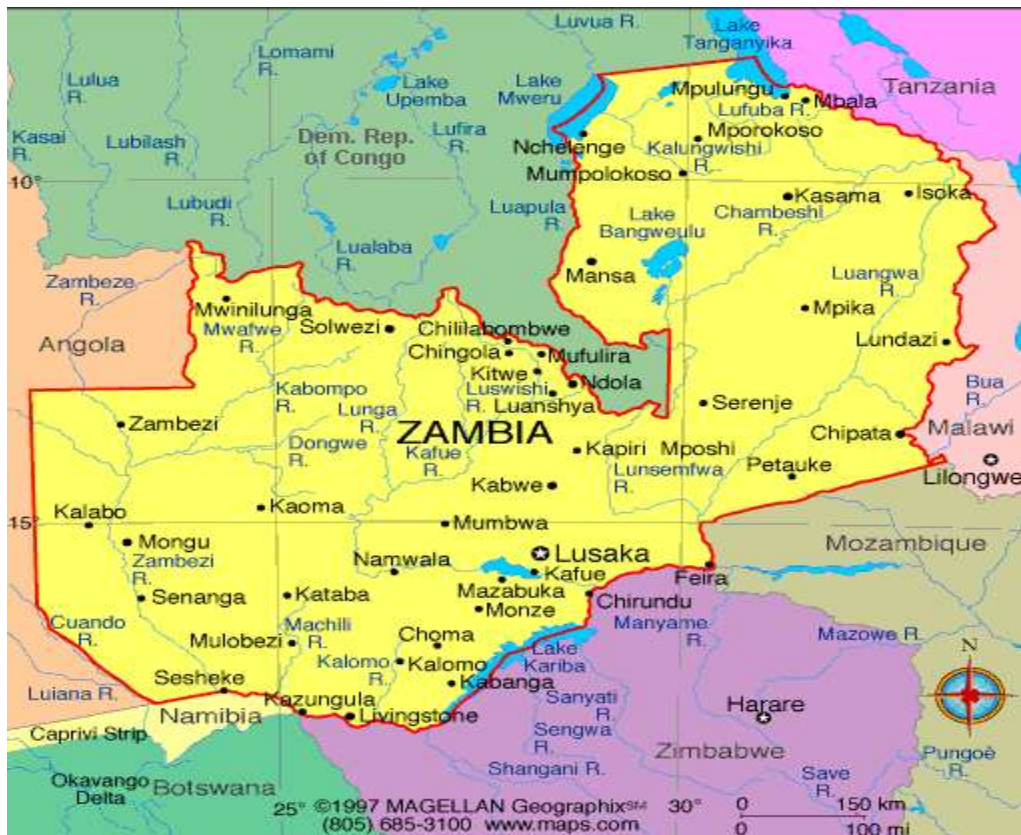 Luvua R.
Lake
Tanganyika
Lomami
R.
Lulua
R.
Lake
Upemba
Lake
Mweru
Mpulungu
Tanzania
Lufuba R.
Mbala
Kasai
R.
Lubilash
R.
Dem. Rep.
of Congo
Lufira
R.
Nchelenge
Mporokoso
Kalungwishi
R.
Mumpolokoso
10°
Lubudi
R.
Luapula
R.
Kasama
Isoka
Chambeshi
R.
Lualaba
R.
Lake
Bangweulu
Zambeze
R.
Mansa
Luangwa
R.
Mwinilunga
Mwafwe
R.
Solwezi
Chililabombwe
Mpika
Angola
Chingola
Mufulira
Lundazi
Kitwe
Kabompo
R.
Lunga
R.
Luswishi
R.
Ndola
Luanshya
Bua
R.
Serenje
Zambezi
ZAMBIA
Dongwe
R.
Kafue
R.
Kapiri Mposhi
Chipata
Malawi
Lunsemfwa
R.
Petauke
Lilongwe
Kabwe
Kaoma
15°
Kalabo
Mumbwa
Mongu
Lusaka
Mozambique
Zambezi
R.
Namwala
Kafue
Feira
Mazabuka
Senanga
Kataba
Monze
Chirundu
Cuando
R.
Machili
R.
Manyame
R.
Mazowe R.
N
Mulobezi
Choma
Kalomo
R.
Kalomo
Lake
Kariba
Sesheke
Kabanga
Luiana R.
Sanyati
R.
Harare
Namibia
Kazungula
Livingstone
Caprivi Strip
Sengwa
R.
Zimbabwe
Pungoè
R.
Okavango
Delta
Botswana
Shangani R.
Save
R.
25° ©1997 MAGELLAN Geographix℠ 30° 0 150 km
(805) 685-3100 www.maps.com 0 100 mi